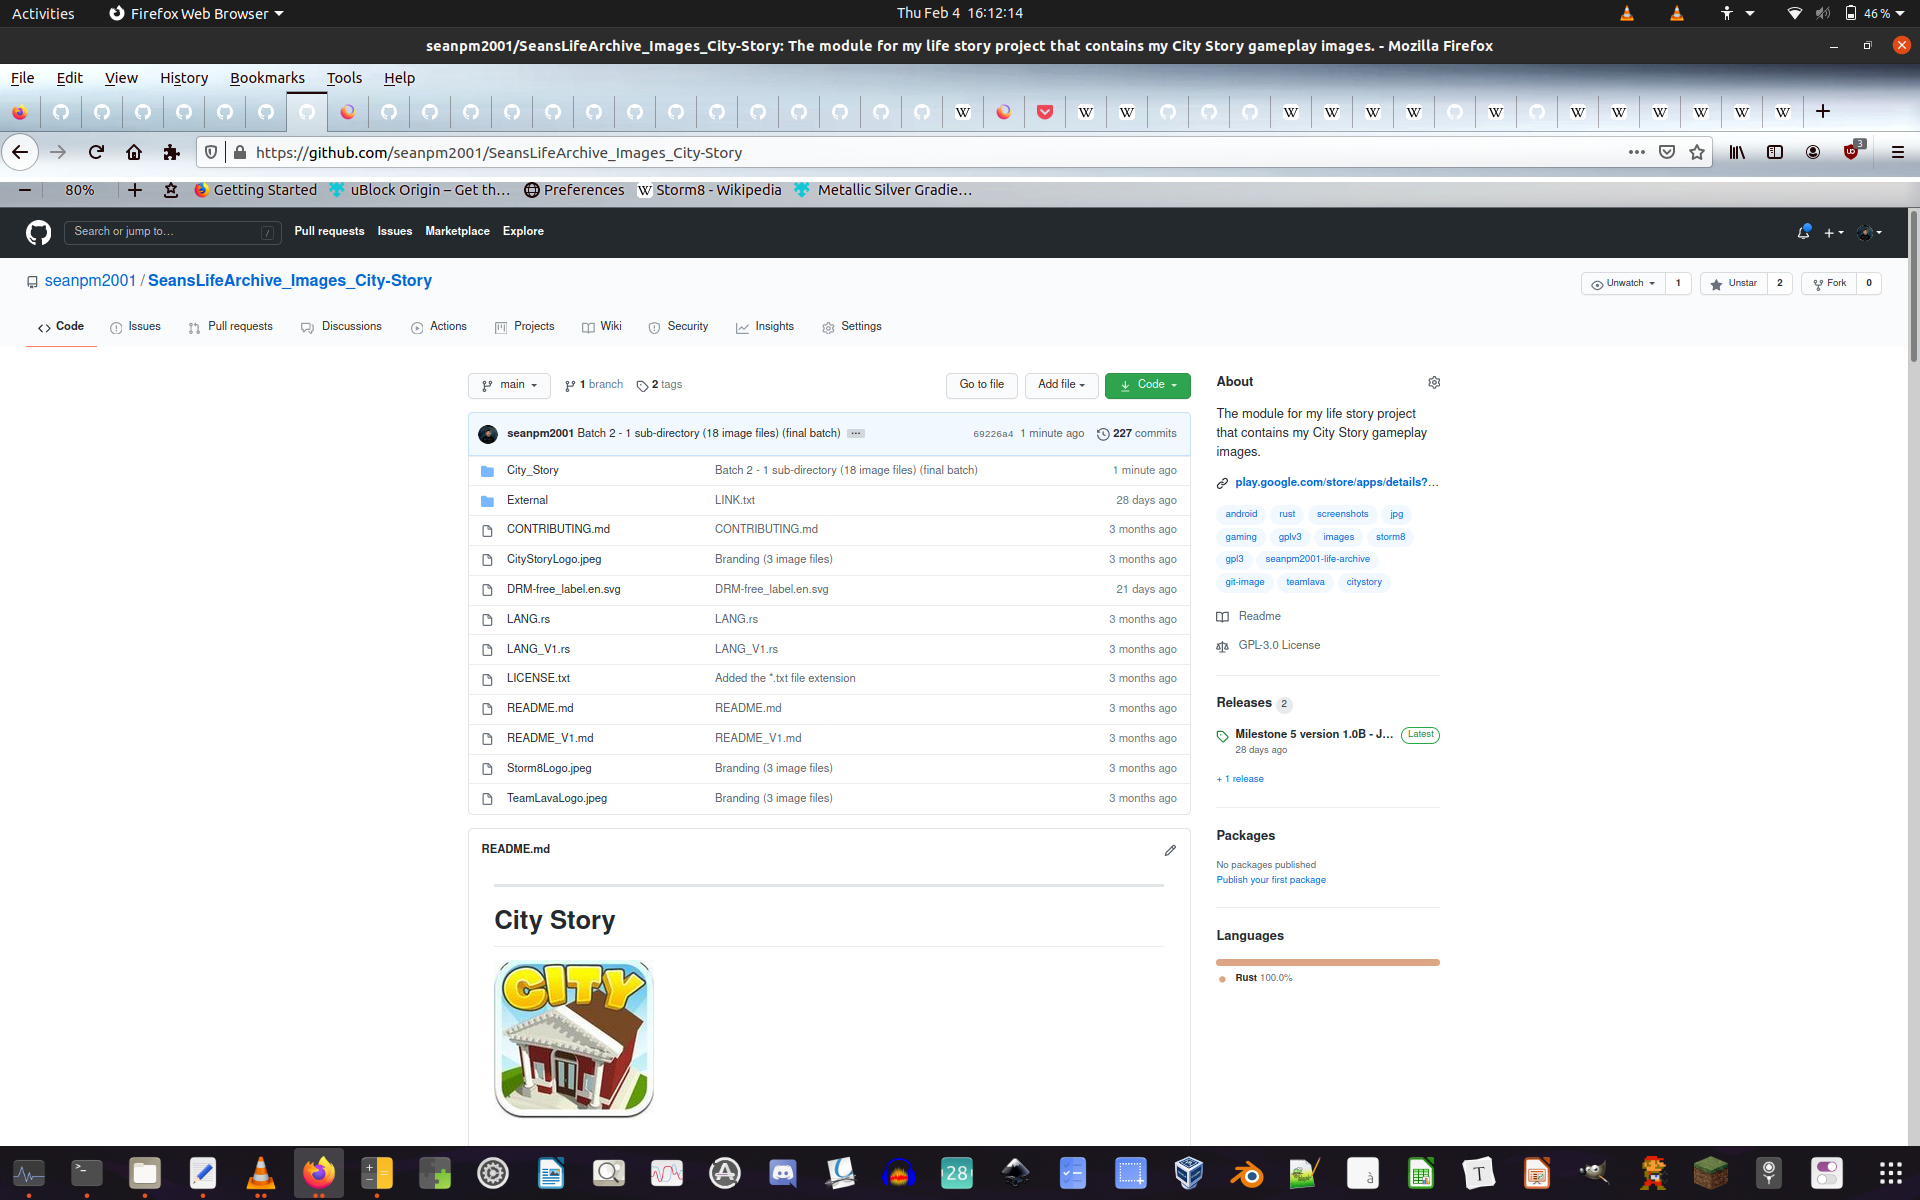 Activities Firefox Web Browser Thu Feb 4 16:12:14 46 %
seanpm2001/SeansLifeArchive_Images_City-Story: The module for my life story project that contains my City Story gameplay images. - Mozilla Firefox
File Edit View History Bookmarks Tools Help
https://github.com/seanpm2001/SeansLifeArchive_Images_City-Story 3
80% Getting Started uBlock Origin – Get th… Preferences Storm8 - Wikipedia Metallic Silver Gradie…
Search or jump to… / Pull requests Issues Marketplace Explore
seanpm2001 / SeansLifeArchive_Images_City-Story Unwatch 1 Unstar 2 Fork 0
Code Issues Pull requests Discussions Actions Projects Wiki Security Insights Settings
main 1 branch 2 tags Go to file Add file Code
seanpm2001 Batch 2 - 1 sub-directory (18 image files) (final batch) 69226a4 1 minute ago 227 commits
City_Story Batch 2 - 1 sub-directory (18 image files) (final batch) 1 minute ago
External LINK.txt 28 days ago
CONTRIBUTING.md CONTRIBUTING.md 3 months ago
CityStoryLogo.jpeg Branding (3 image files) 3 months ago
DRM-free_label.en.svg DRM-free_label.en.svg 21 days ago
LANG.rs LANG.rs 3 months ago
LANG_V1.rs LANG_V1.rs 3 months ago
LICENSE.txt Added the *.txt file extension 3 months ago
README.md README.md 3 months ago
README_V1.md README_V1.md 3 months ago
Storm8Logo.jpeg Branding (3 image files) 3 months ago
TeamLavaLogo.jpeg Branding (3 image files) 3 months ago
README.md
City Story
CITY
About
The module for my life story project
that contains my City Story gameplay
images.
play.google.com/store/apps/details?…
android rust screenshots jpg
gaming gplv3 images storm8
gpl3 seanpm2001-life-archive
git-image teamlava citystory
Readme
GPL-3.0 License
Releases 2
Milestone 5 version 1.0B - J… Latest
28 days ago
+ 1 release
Packages
No packages published
Publish your first package
Languages
Rust 100.0%
28